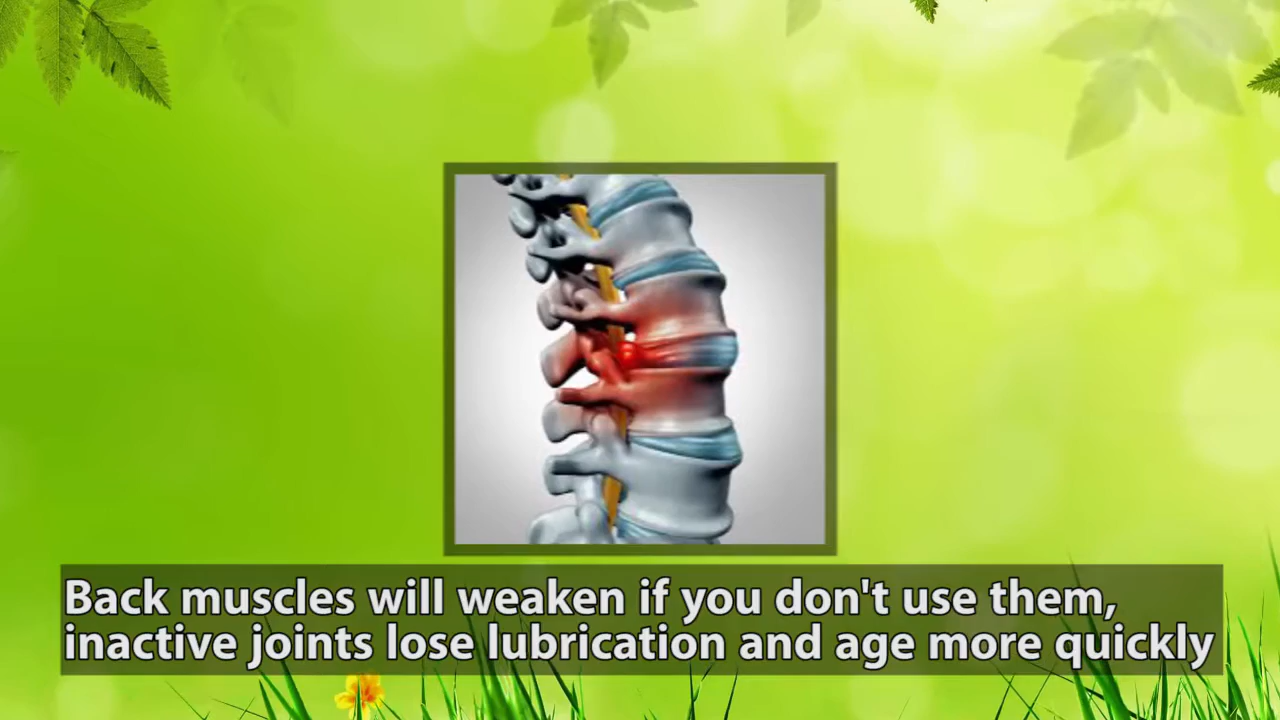 Back muscles will weaken if you don't use them,
inactive joints lose lubrication and age more quickly